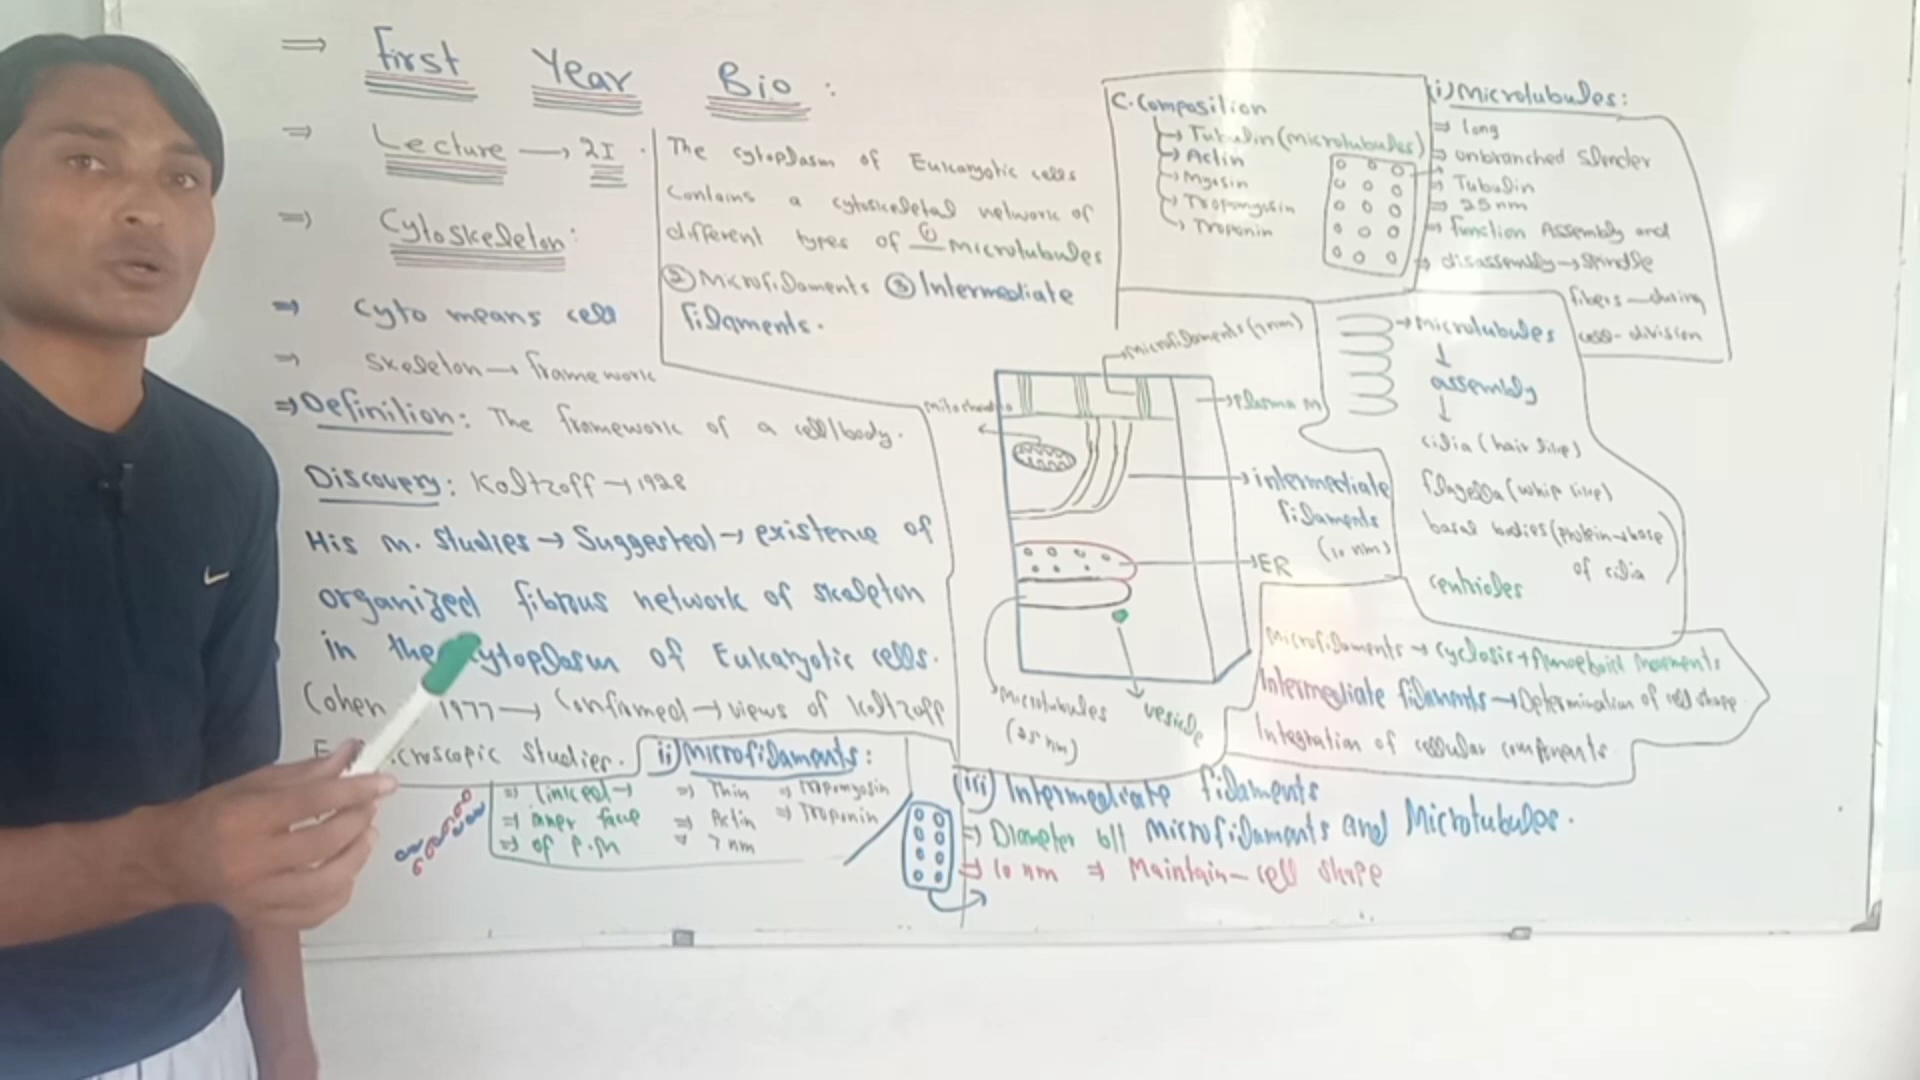 ⇒ First Year Bio :
⇒ Lecture → 21 .
⇒ Cytoskeleton :
⇒ Cyto means cell
⇒ Skeleton → framework
⇒ Definition : The framework of a cell/body.
Discovery : Koltzoff → 1928
His m. studies → Suggested → existence of
organized fibrous network of skeleton
in the cytoplasm of Eukaryotic cells.
Cohen 1977 → Confirmed → views of Koltzoff
croscopic studies.
The cytoplasm of Eukaryotic cells
contains a cytoskeletal network of
different types of ① microtubules
② Microfilaments ③ Intermediate
filaments.
C. Composition
→ Tubulin (microtubules)
→ Actin
→ Myosin
→ Tropomyosin
→ Troponin
(i) Microtubules :
⇒ long
⇒ unbranched slender
⇒ Tubulin
⇒ 25 nm
⇒ function Assembly and
⇒ disassembly → spindle
fibers — during
cell - division
→ microtubules
↓
assembly
↓
cilia (hair like)
flagella (whip like)
basal bodies (protein → base
of cilia)
centrioles
microfilaments (7nm)
mitochondria
→ plasma m
→ intermediate
filaments
(10 nm)
→ ER
microtubules
(25 nm)
vesicle
Microfilaments → cyclosis + Amoeboid movements
Intermediate filaments → Determination of cell shape
Integration of cellular components
ii) Microfilaments :
⇒ linked → ⇒ Thin ⇒ Tropomyosin
⇒ inner face ⇒ Actin ⇒ Troponin
⇒ of P.M ⇒ 7 nm
(iii) Intermediate filaments
⇒ Diameter b/t microfilaments and Microtubules.
⇒ 10 nm ⇒ Maintain - cell shape